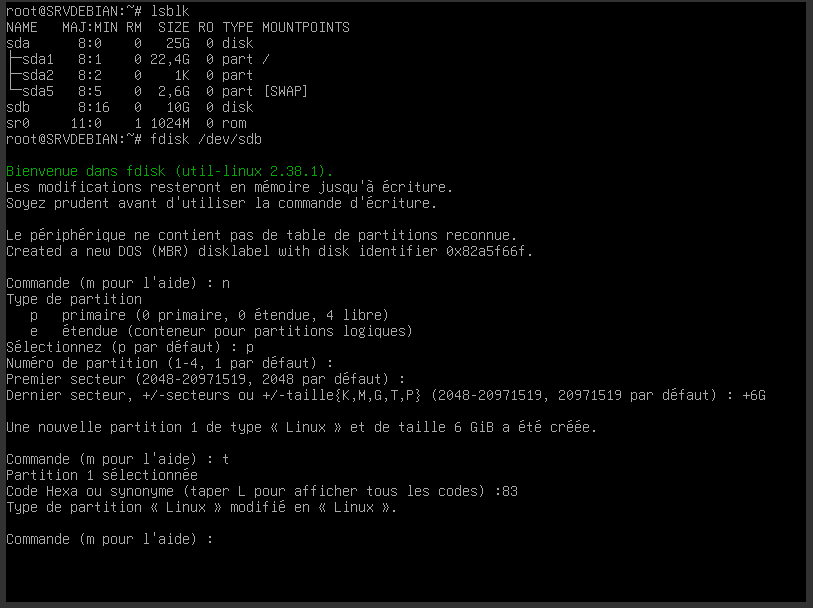 root@SRVDEBIAN:~# lsblk
NAME   MAJ:MIN RM  SIZE RO TYPE MOUNTPOINTS
sda      8:0    0   25G  0 disk
├─sda1   8:1    0 22,4G  0 part /
├─sda2   8:2    0    1K  0 part
└─sda5   8:5    0  2,6G  0 part [SWAP]
sdb      8:16   0   10G  0 disk
sr0     11:0    1 1024M  0 rom
root@SRVDEBIAN:~# fdisk /dev/sdb

Bienvenue dans fdisk (util-linux 2.38.1).
Les modifications resteront en mémoire jusqu'à écriture.
Soyez prudent avant d'utiliser la commande d'écriture.

Le périphérique ne contient pas de table de partitions reconnue.
Created a new DOS (MBR) disklabel with disk identifier 0x82a5f66f.

Commande (m pour l'aide) : n
Type de partition
   p   primaire (0 primaire, 0 étendue, 4 libre)
   e   étendue (conteneur pour partitions logiques)
Sélectionnez (p par défaut) : p
Numéro de partition (1-4, 1 par défaut) :
Premier secteur (2048-20971519, 2048 par défaut) :
Dernier secteur, +/-secteurs ou +/-taille{K,M,G,T,P} (2048-20971519, 20971519 par défaut) : +6G

Une nouvelle partition 1 de type « Linux » et de taille 6 GiB a été créée.

Commande (m pour l'aide) : t
Partition 1 sélectionnée
Code Hexa ou synonyme (taper L pour afficher tous les codes) :83
Type de partition « Linux » modifié en « Linux ».

Commande (m pour l'aide) :